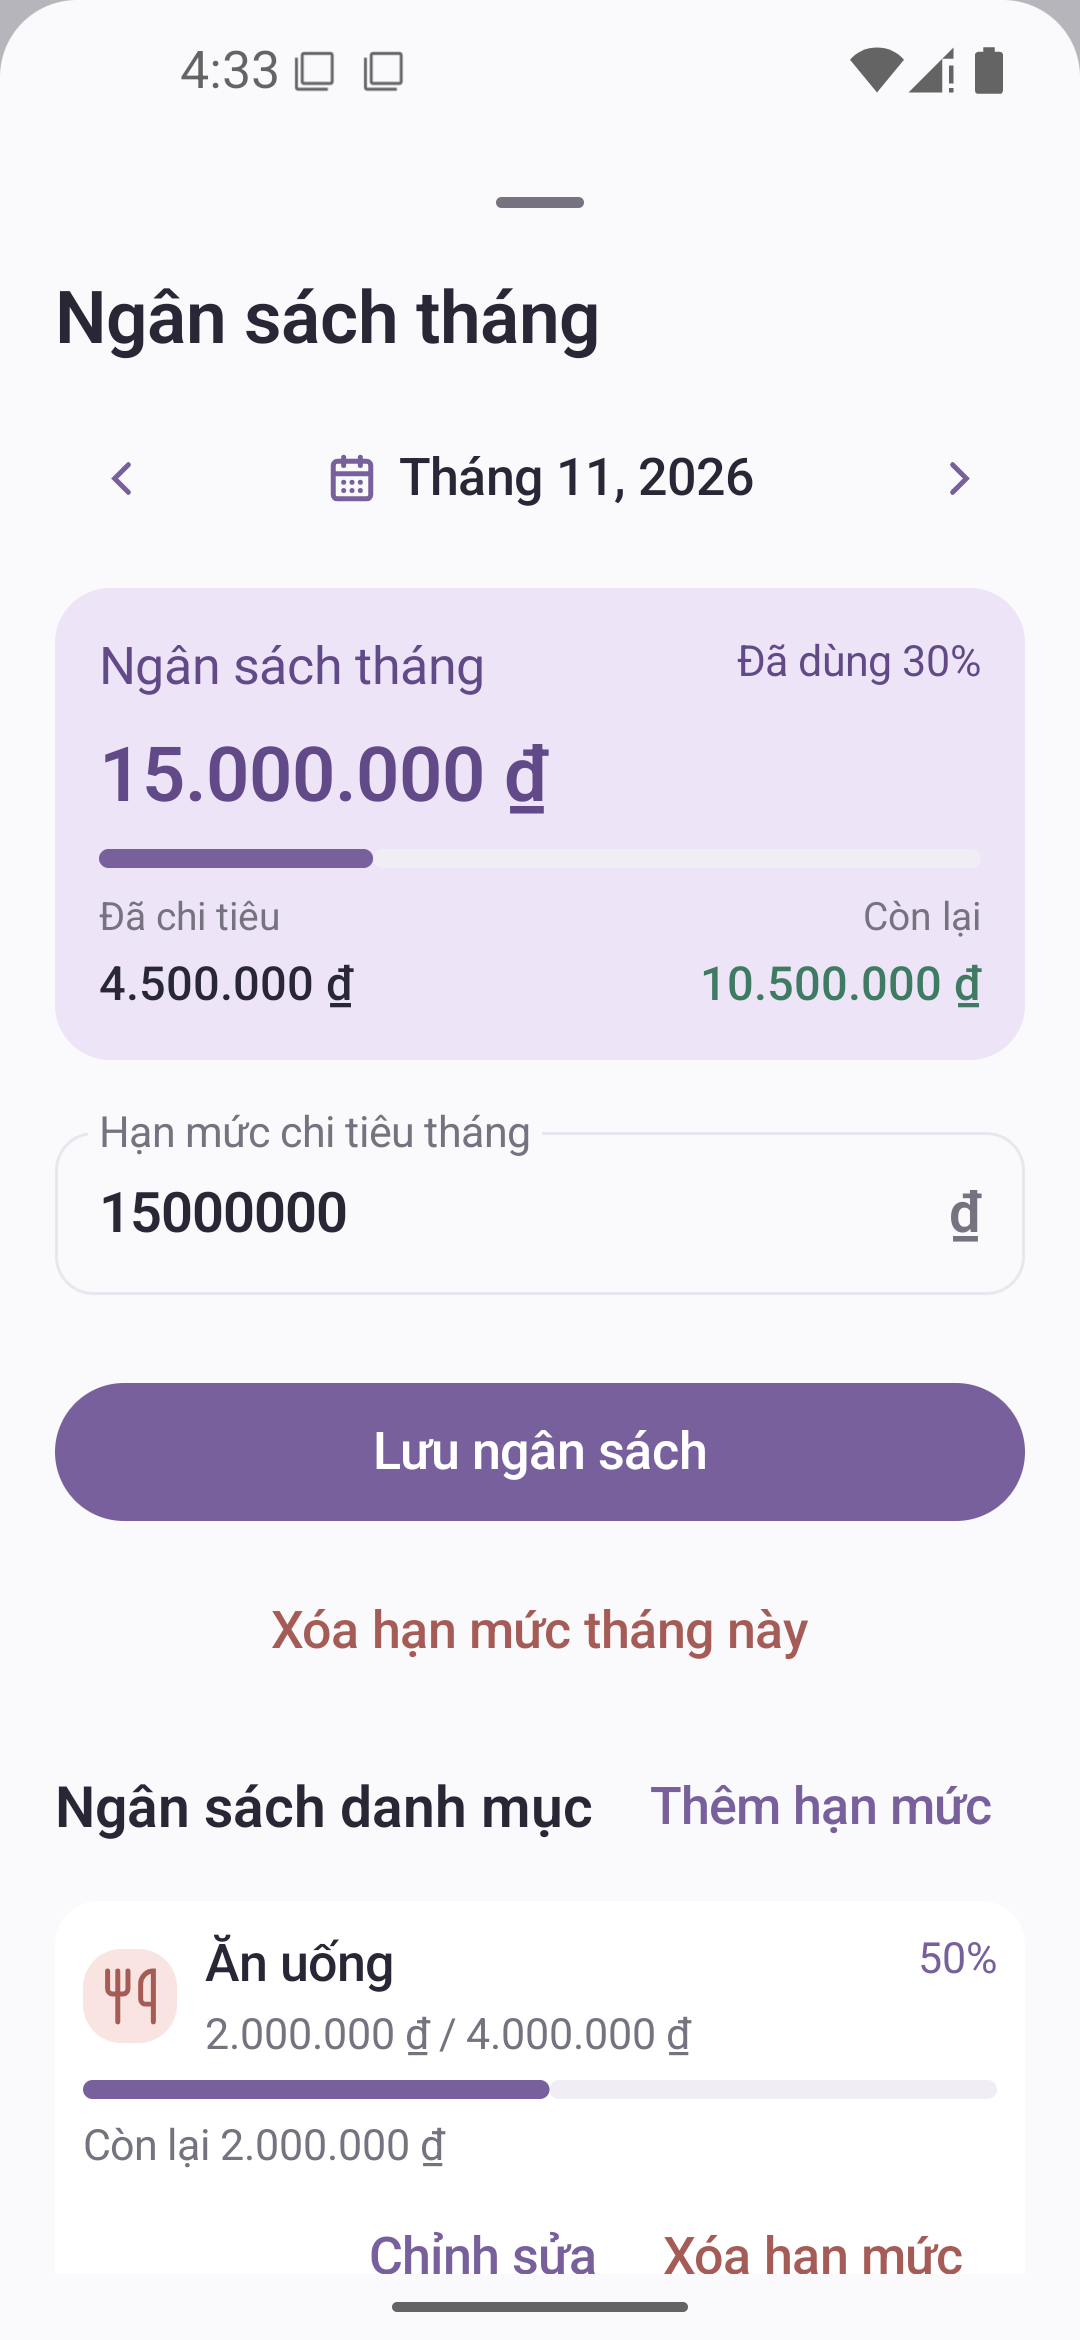 4:33
Ngân sách tháng
Tháng 11, 2026
Ngân sách tháng
Đã dùng 30%
15.000.000 ₫
Đã chi tiêu
Còn lại
4.500.000 ₫
10.500.000 ₫
Hạn mức chi tiêu tháng
15000000 ₫
Lưu ngân sách
Xóa hạn mức tháng này
Ngân sách danh mục
Thêm hạn mức
Ăn uống
50%
2.000.000 ₫ / 4.000.000 ₫
Còn lại 2.000.000 ₫
Chỉnh sửa
Xóa hạn mức